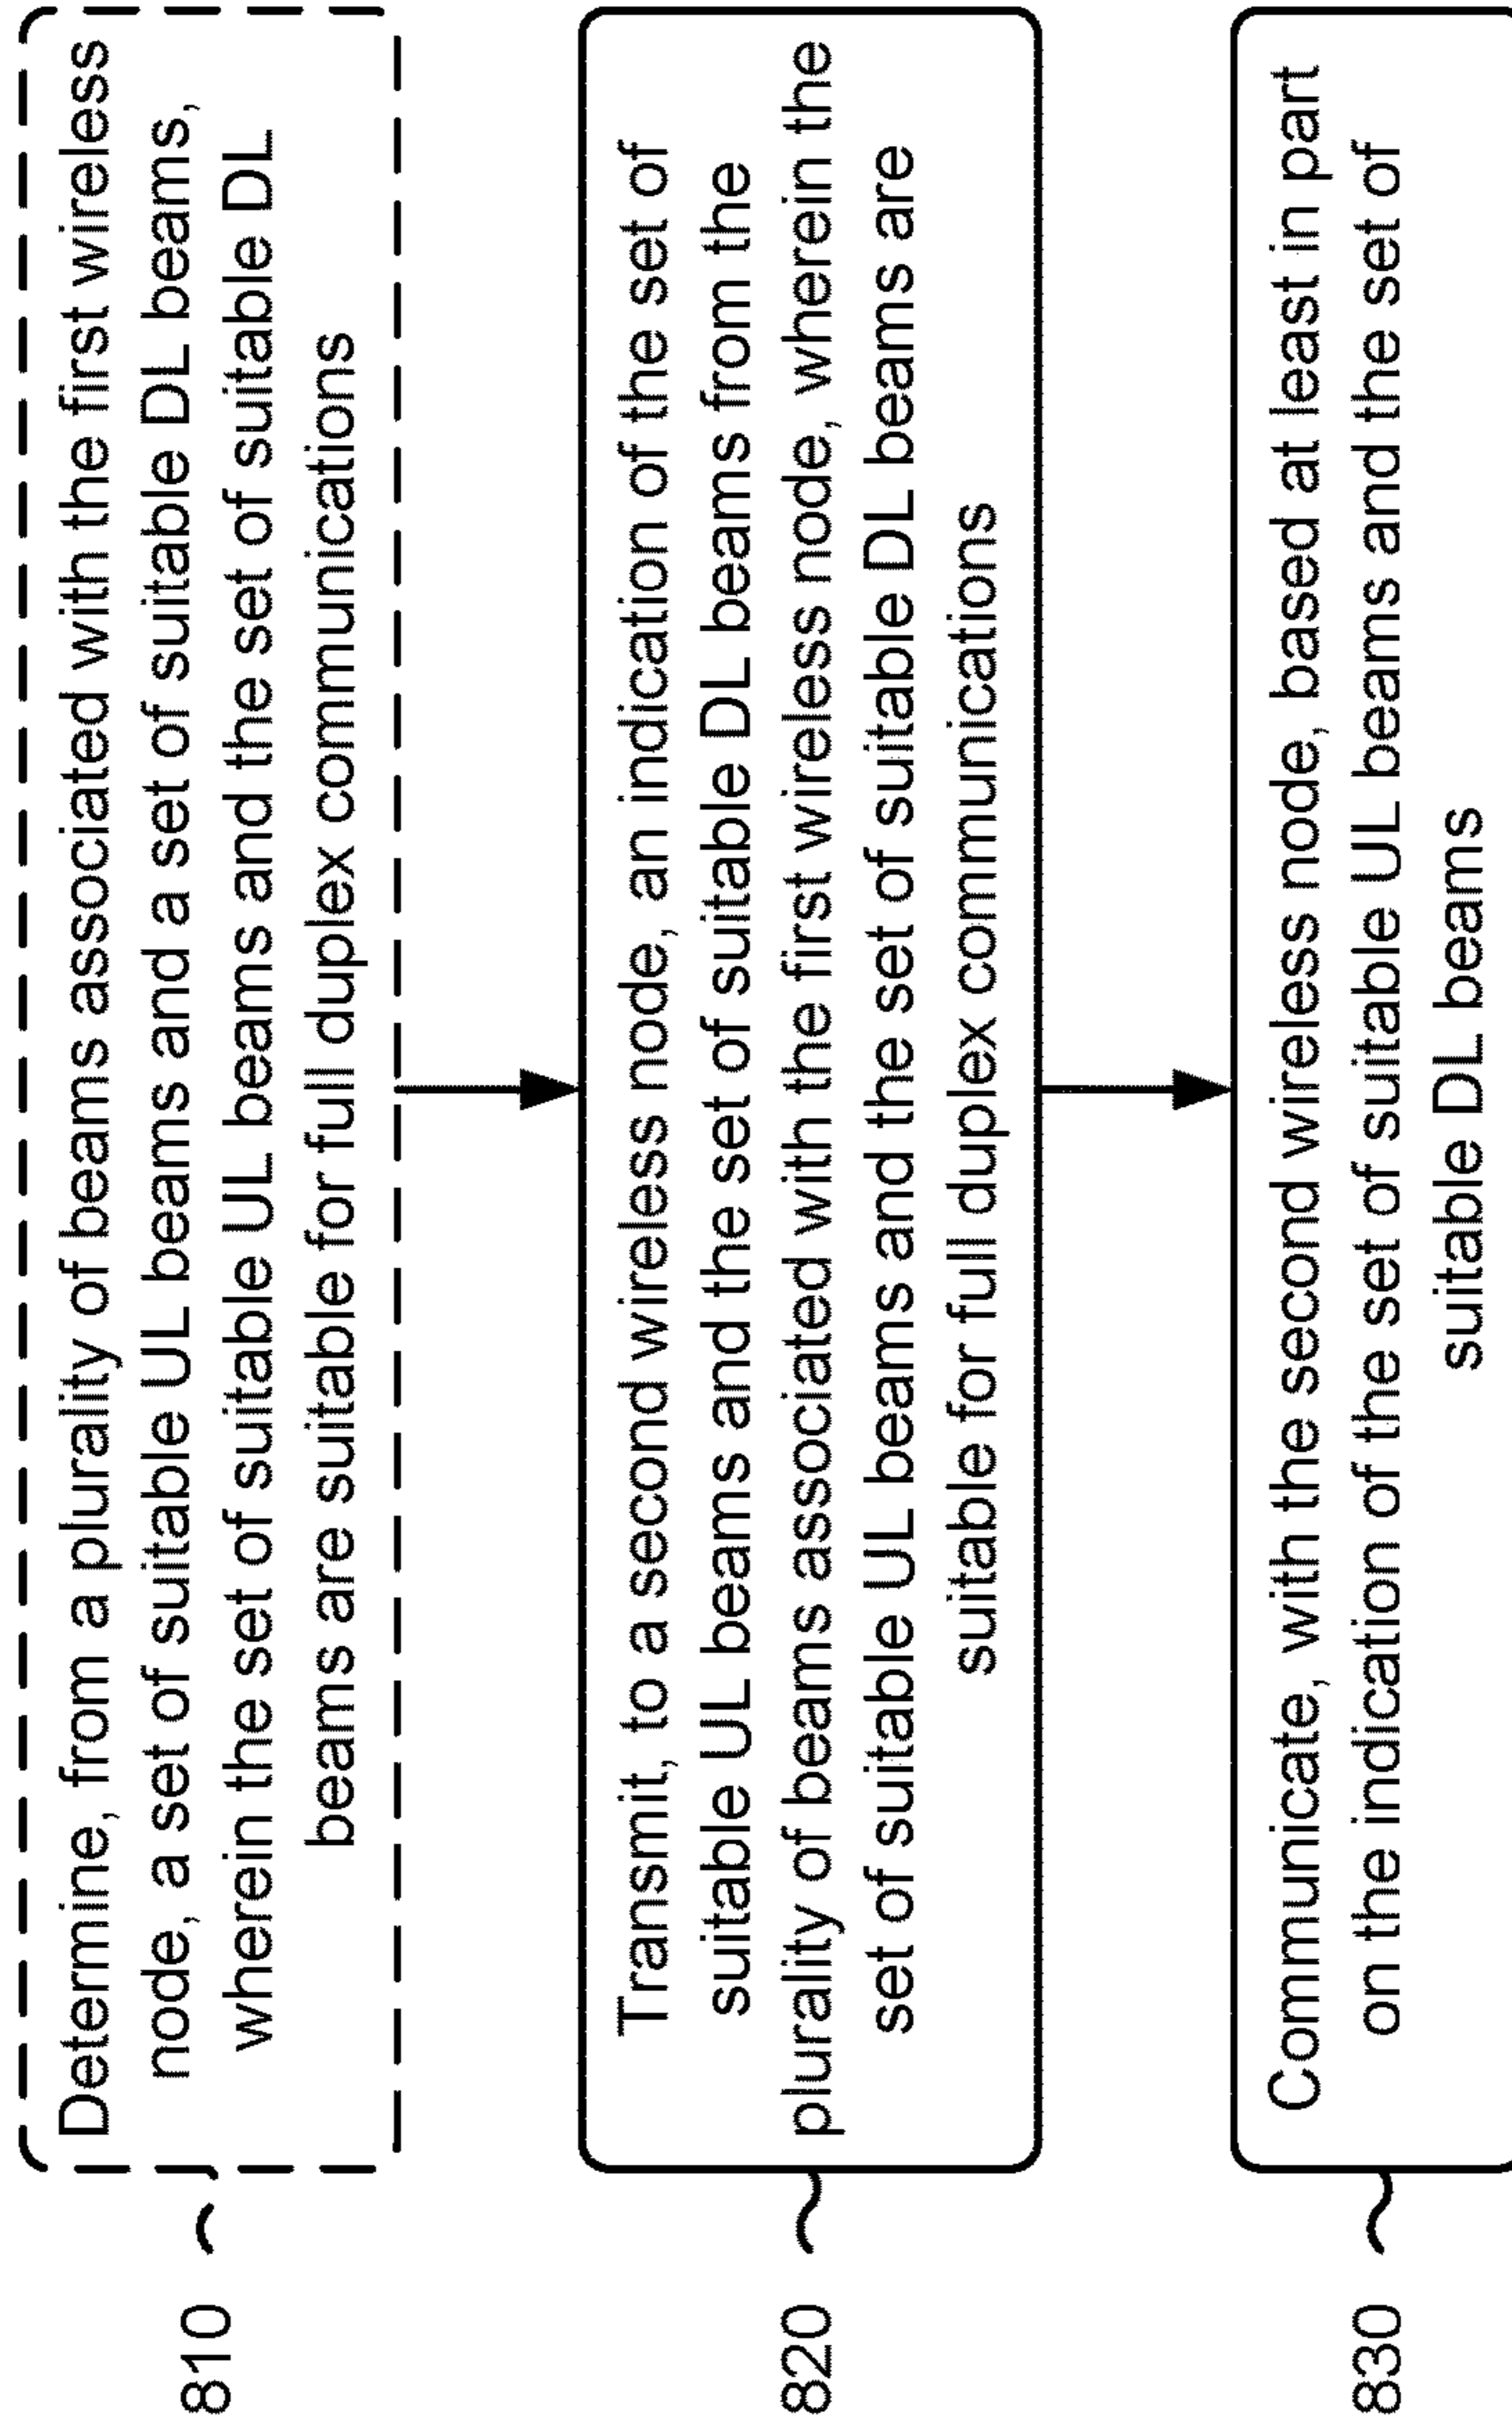 810
Determine, from a plurality of beams associated with the first wireless
node, a set of suitable UL beams and a set of suitable DL beams,
wherein the set of suitable UL beams and the set of suitable DL
beams are suitable for full duplex communications
820
Transmit, to a second wireless node, an indication of the set of
suitable UL beams and the set of suitable DL beams from the
plurality of beams associated with the first wireless node, wherein the
set of suitable UL beams and the set of suitable DL beams are
suitable for full duplex communications
830
Communicate, with the second wireless node, based at least in part
on the indication of the set of suitable UL beams and the set of
suitable DL beams